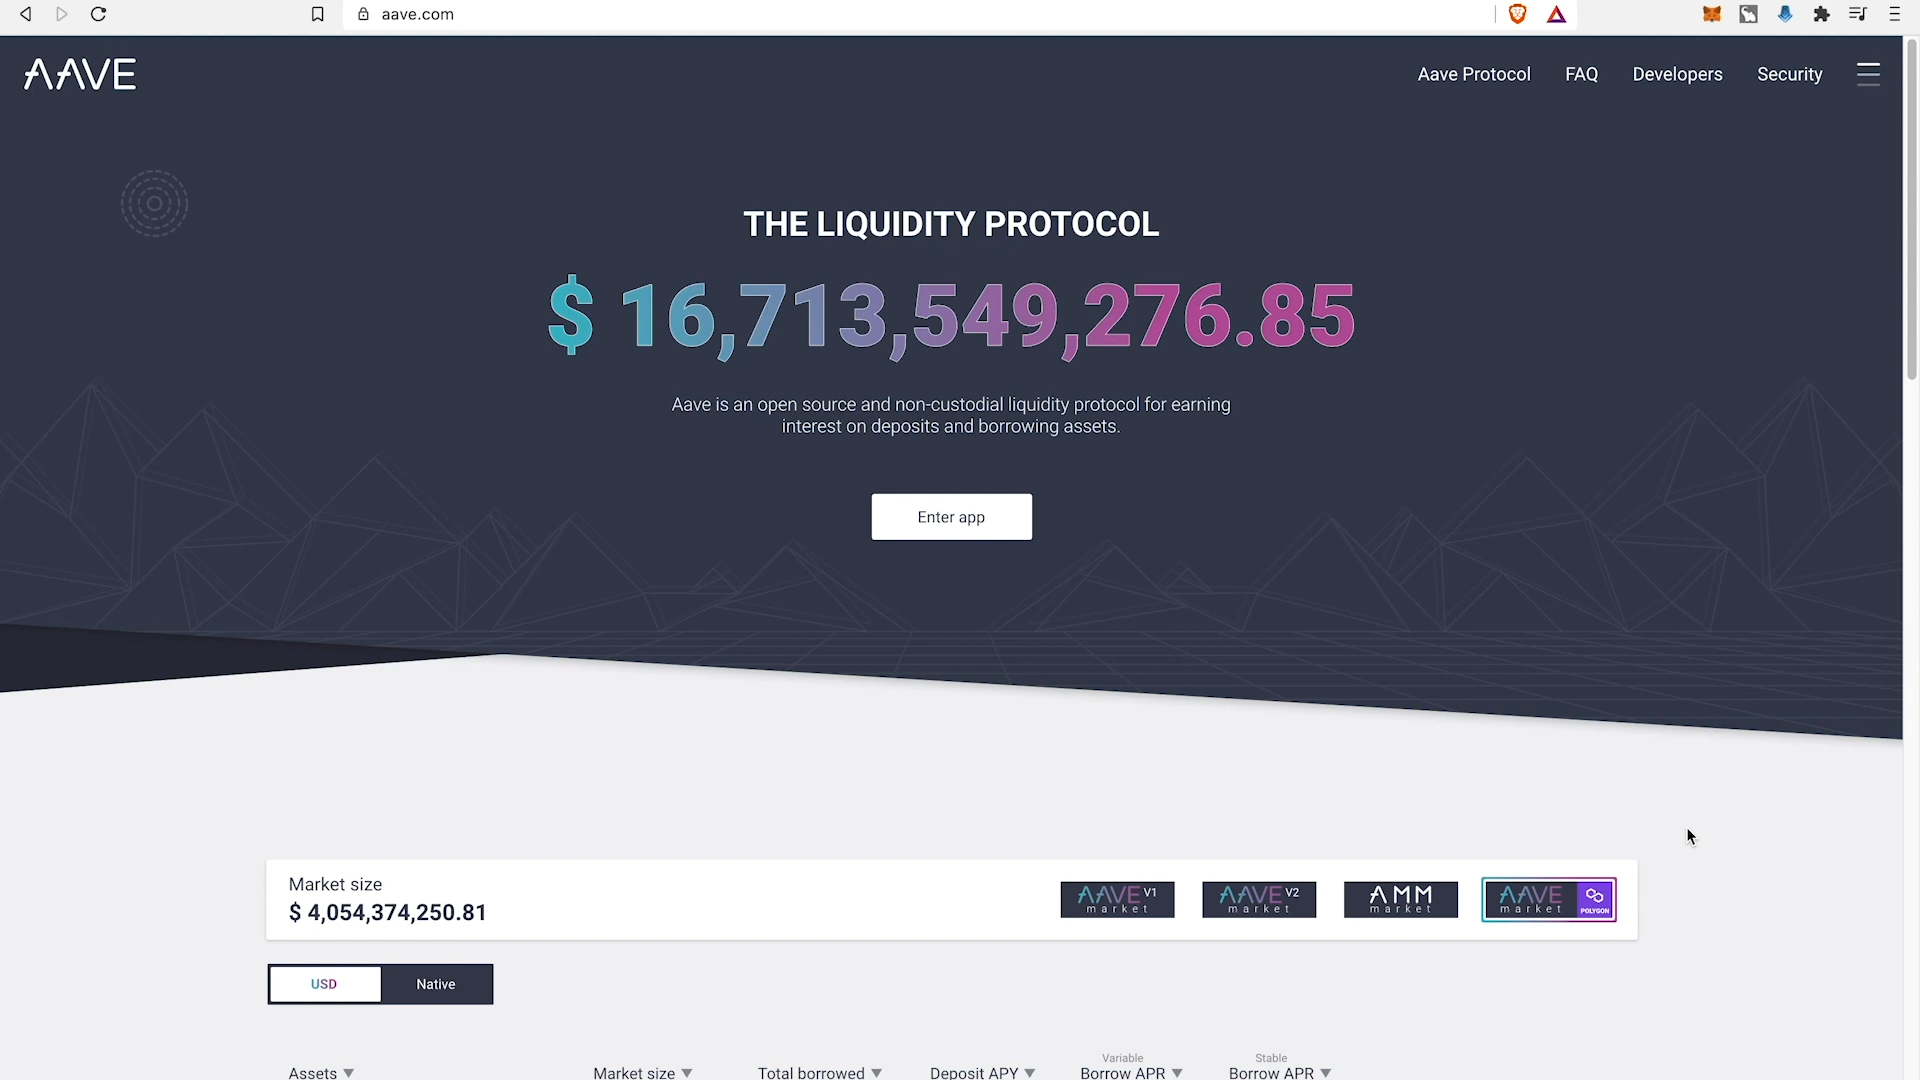 aave.com
AAVE
Aave Protocol FAQ Developers Security
THE LIQUIDITY PROTOCOL
$ 16,713,549,276.85
Aave is an open source and non-custodial liquidity protocol for earning
interest on deposits and borrowing assets.
Enter app
Market size
$ 4,054,374,250.81
AAVE V1
market
AAVE V2
market
AMM
market
AAVE
market
POLYGON
USD Native
Assets
Market size
Total borrowed
Deposit APY
Variable
Borrow APR
Stable
Borrow APR